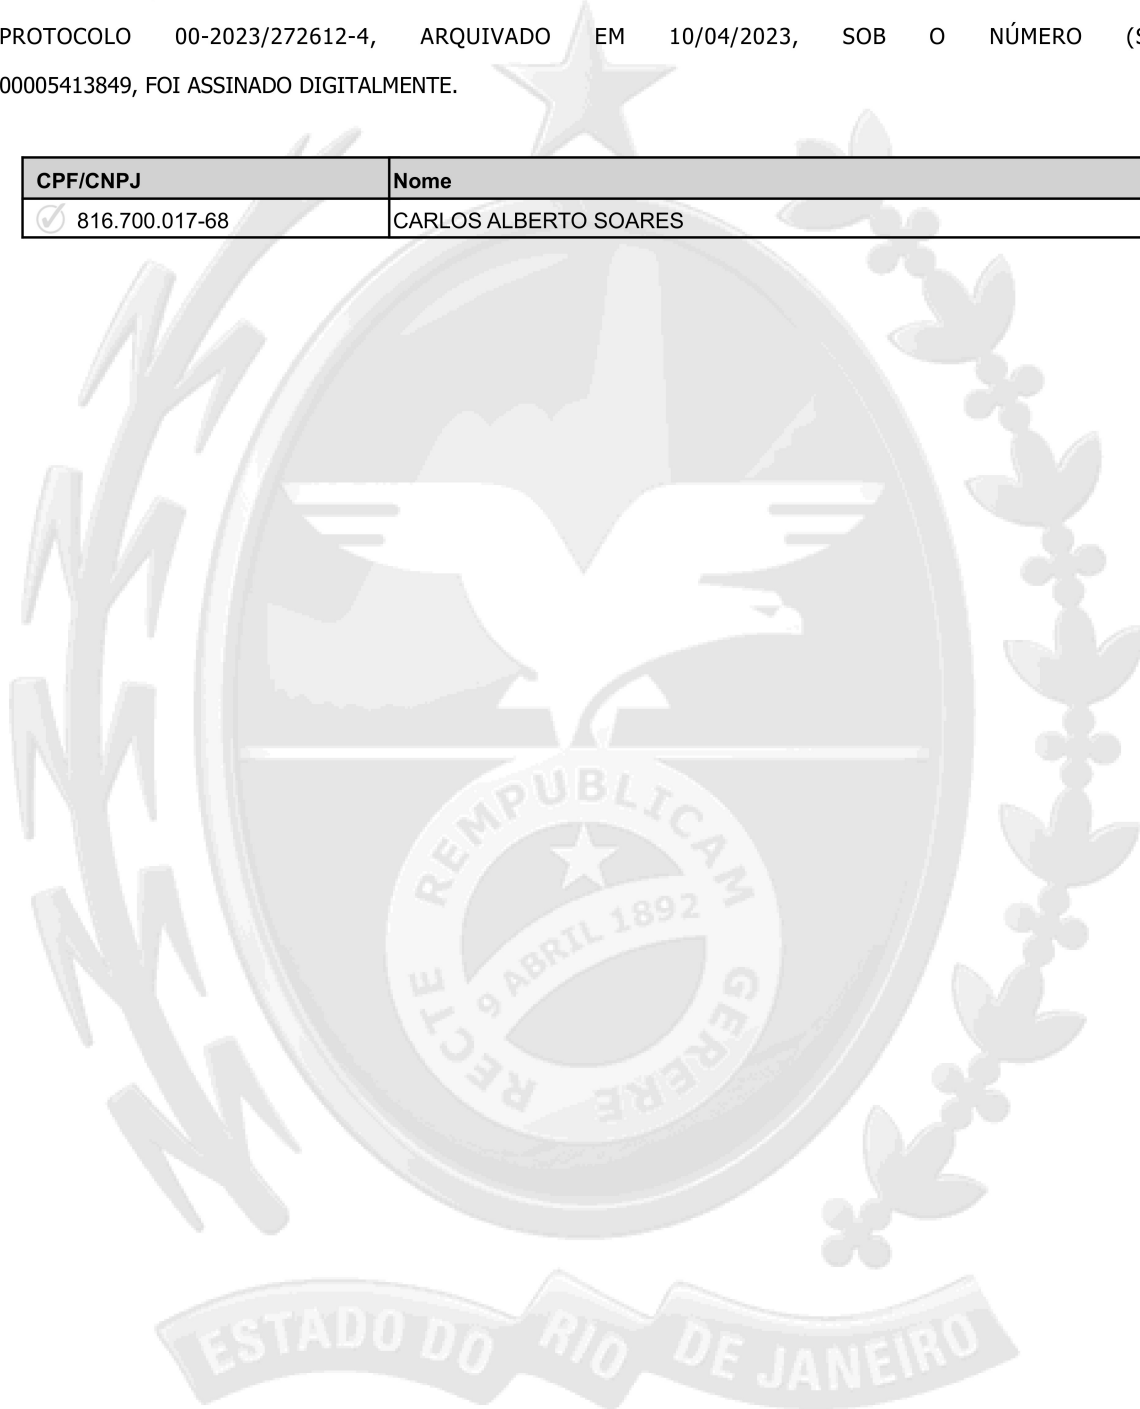 PROTOCOLO 00-2023/272612-4, ARQUIVADO EM 10/04/2023, SOB O NÚMERO (S
00005413849, FOI ASSINADO DIGITALMENTE.
CPF/CNPJ Nome
816.700.017-68 CARLOS ALBERTO SOARES
REMPUBLICAM
9 ABRIL 1892
RECTE GERERE
ESTADO DO RIO DE JANEIRO